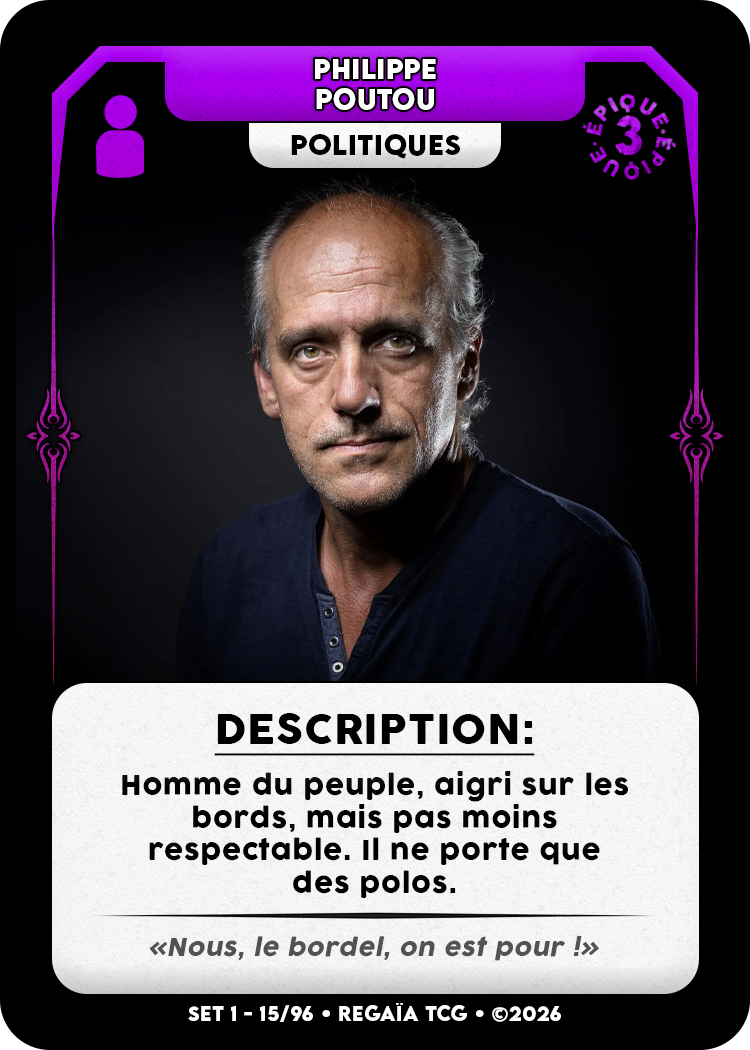 PHILIPPE
POUTOU
POLITIQUES
ÉPIQUE · ÉPIQUE ·
3
DESCRIPTION:
Homme du peuple, aigri sur les
bords, mais pas moins
respectable. Il ne porte que
des polos.
«Nous, le bordel, on est pour !»
SET 1 - 15/96 • REGAÏA TCG • ©2026